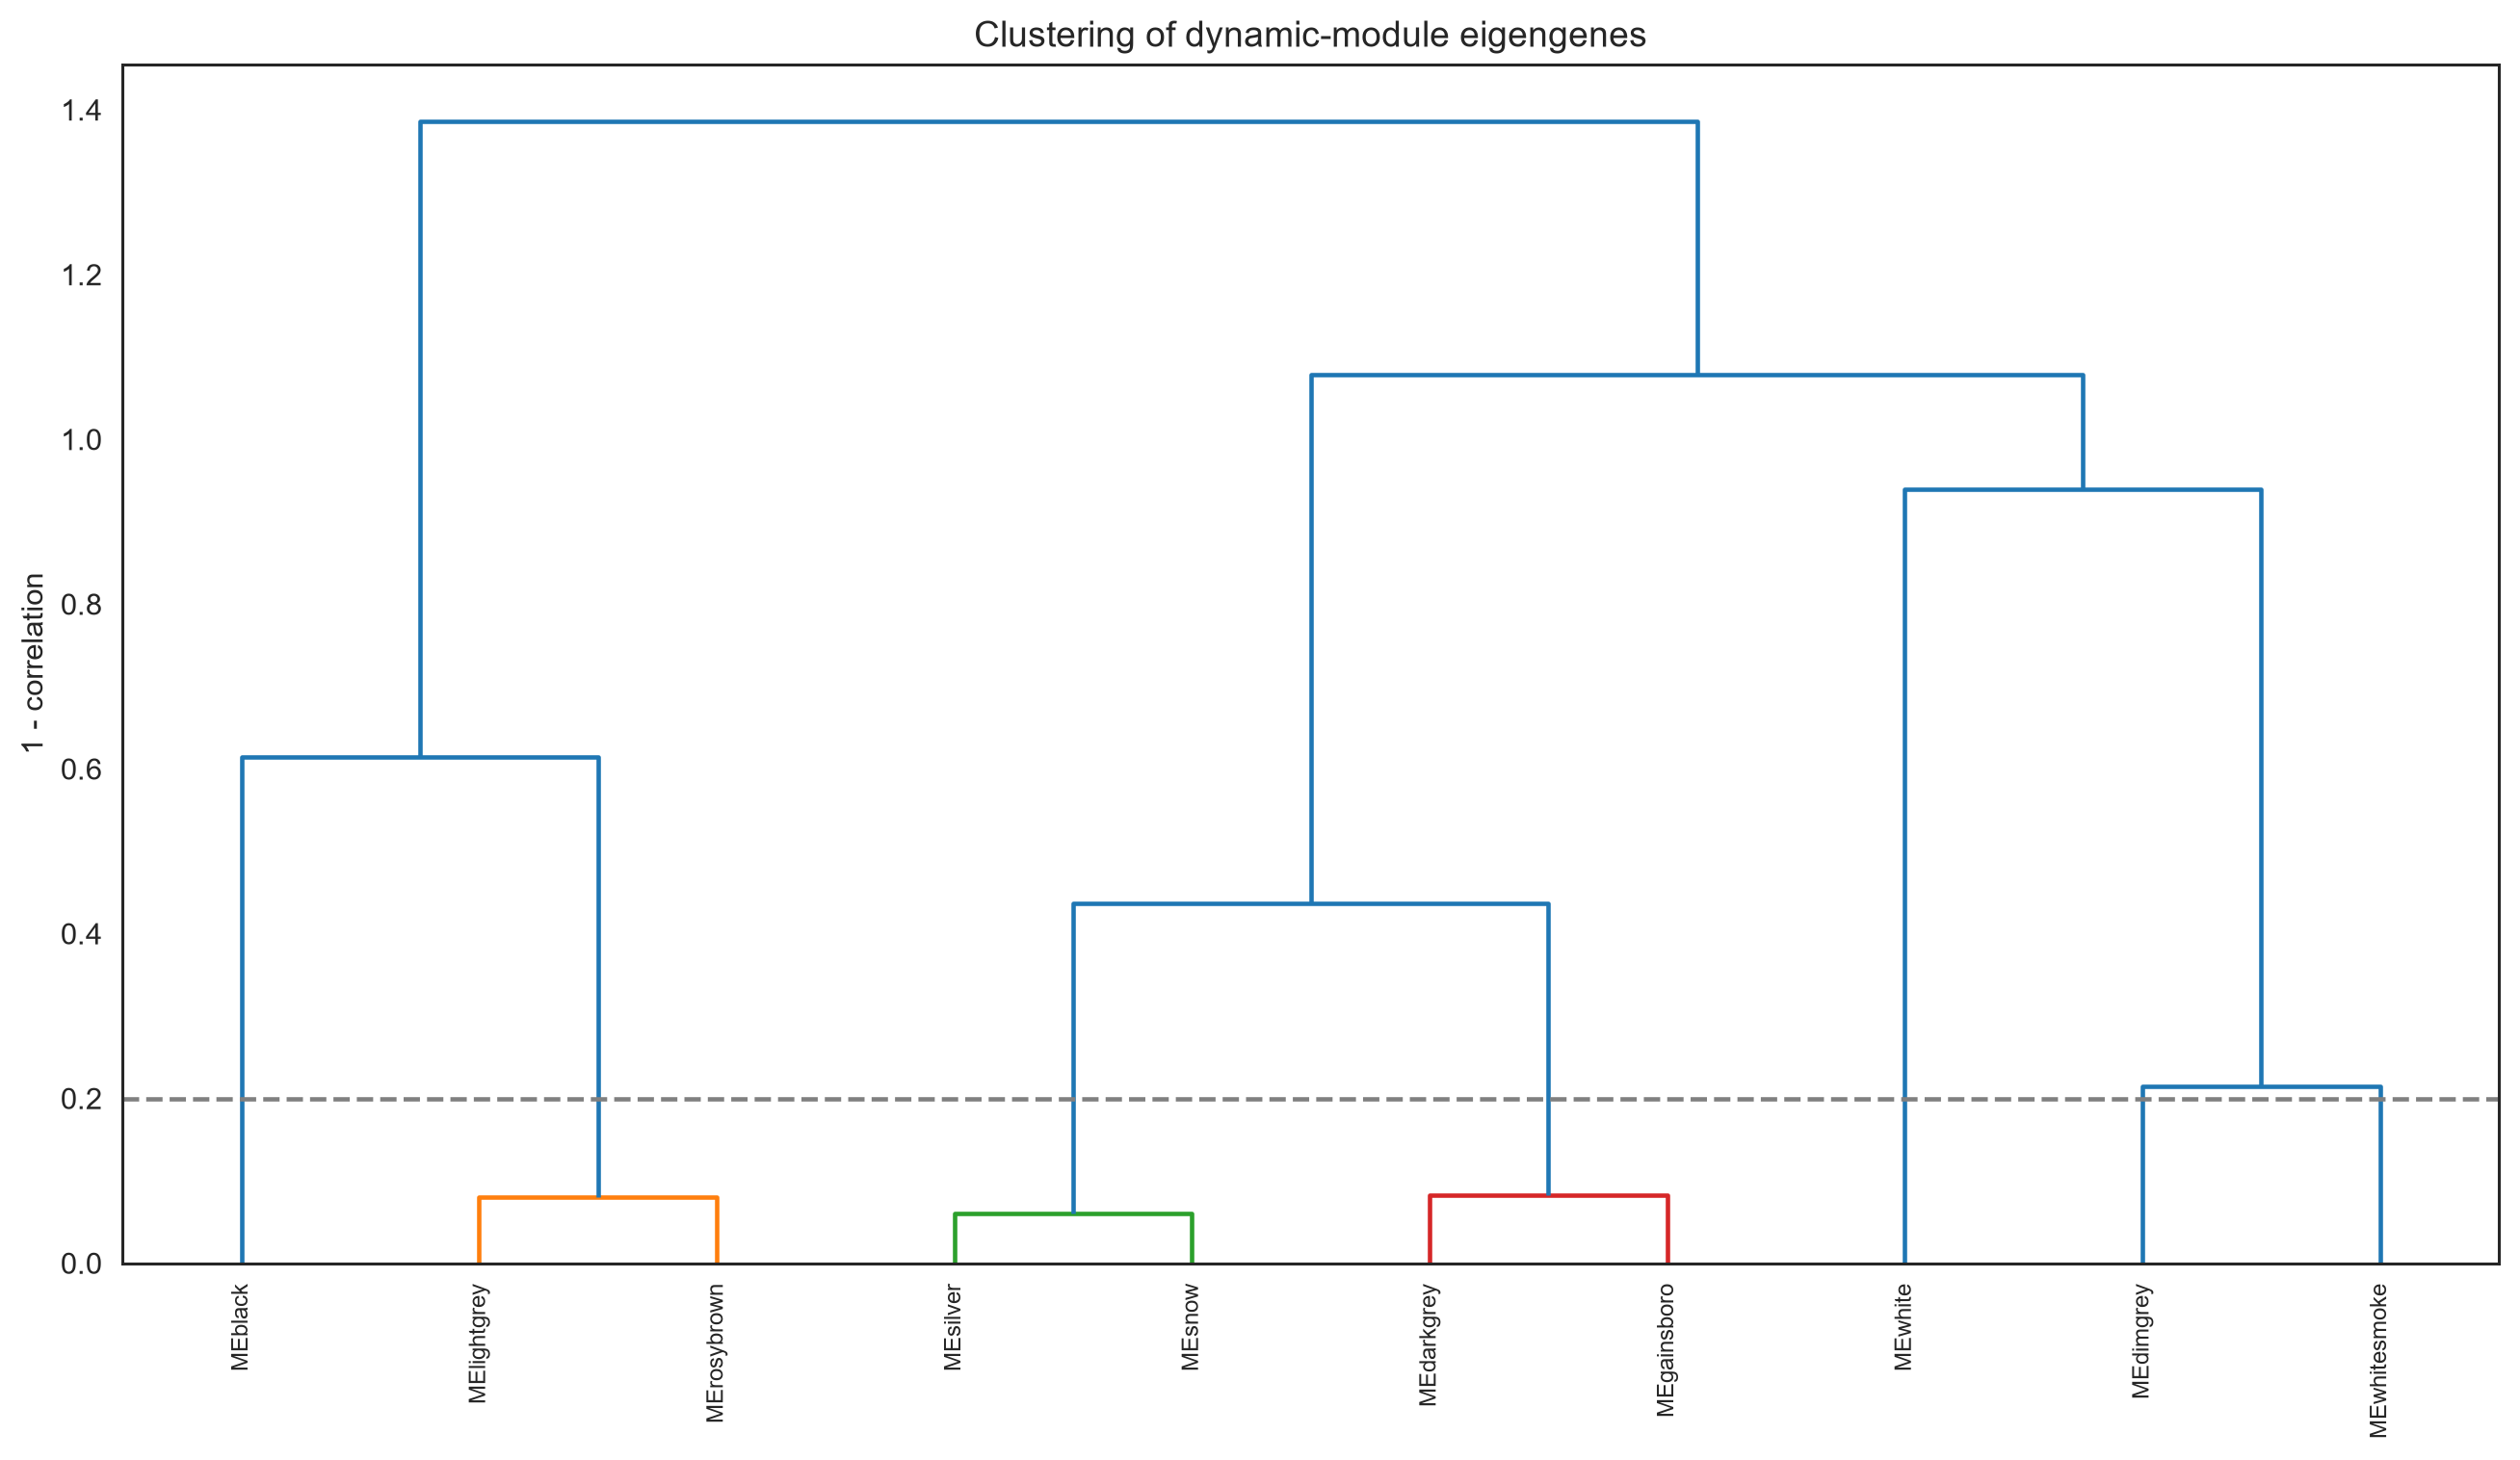 Clustering of dynamic-module eigengenes
1 - correlation
1.4
1.2
1.0
0.8
0.6
0.4
0.2
0.0
MEblack
MElightgrey
MErosybrown
MEsilver
MEsnow
MEdarkgrey
MEgainsboro
MEwhite
MEdimgrey
MEwhitesmoke